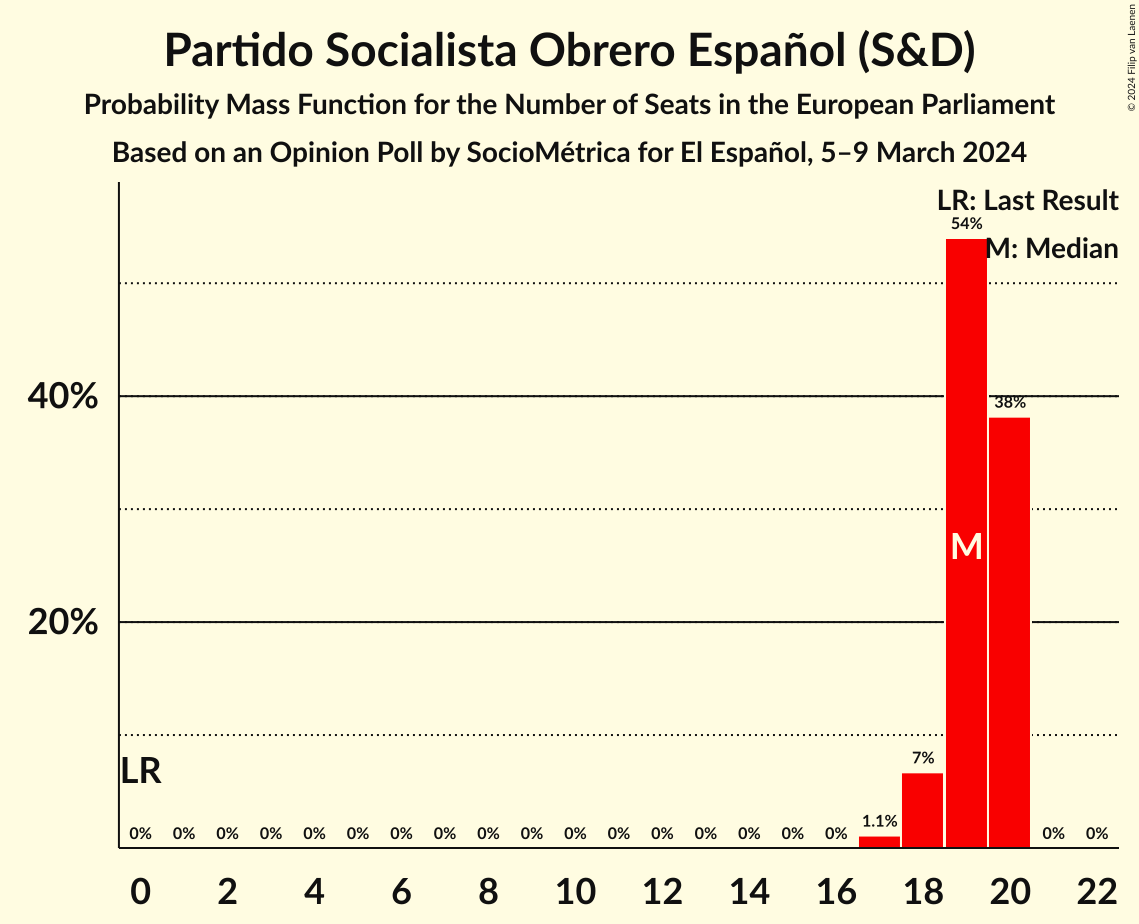 Partido Socialista Obrero Español (S&D)
Probability Mass Function for the Number of Seats in the European Parliament
Based on an Opinion Poll by SocioMétrica for El Español, 5–9 March 2024
© 2024 Filip van Laenen
LR: Last Result
54%
M: Median
40%
38%
M
20%
7%
LR
1.1%
0% 0% 0% 0% 0% 0% 0% 0% 0% 0% 0% 0% 0% 0% 0% 0% 0% 0% 0%
0 2 4 6 8 10 12 14 16 18 20 22